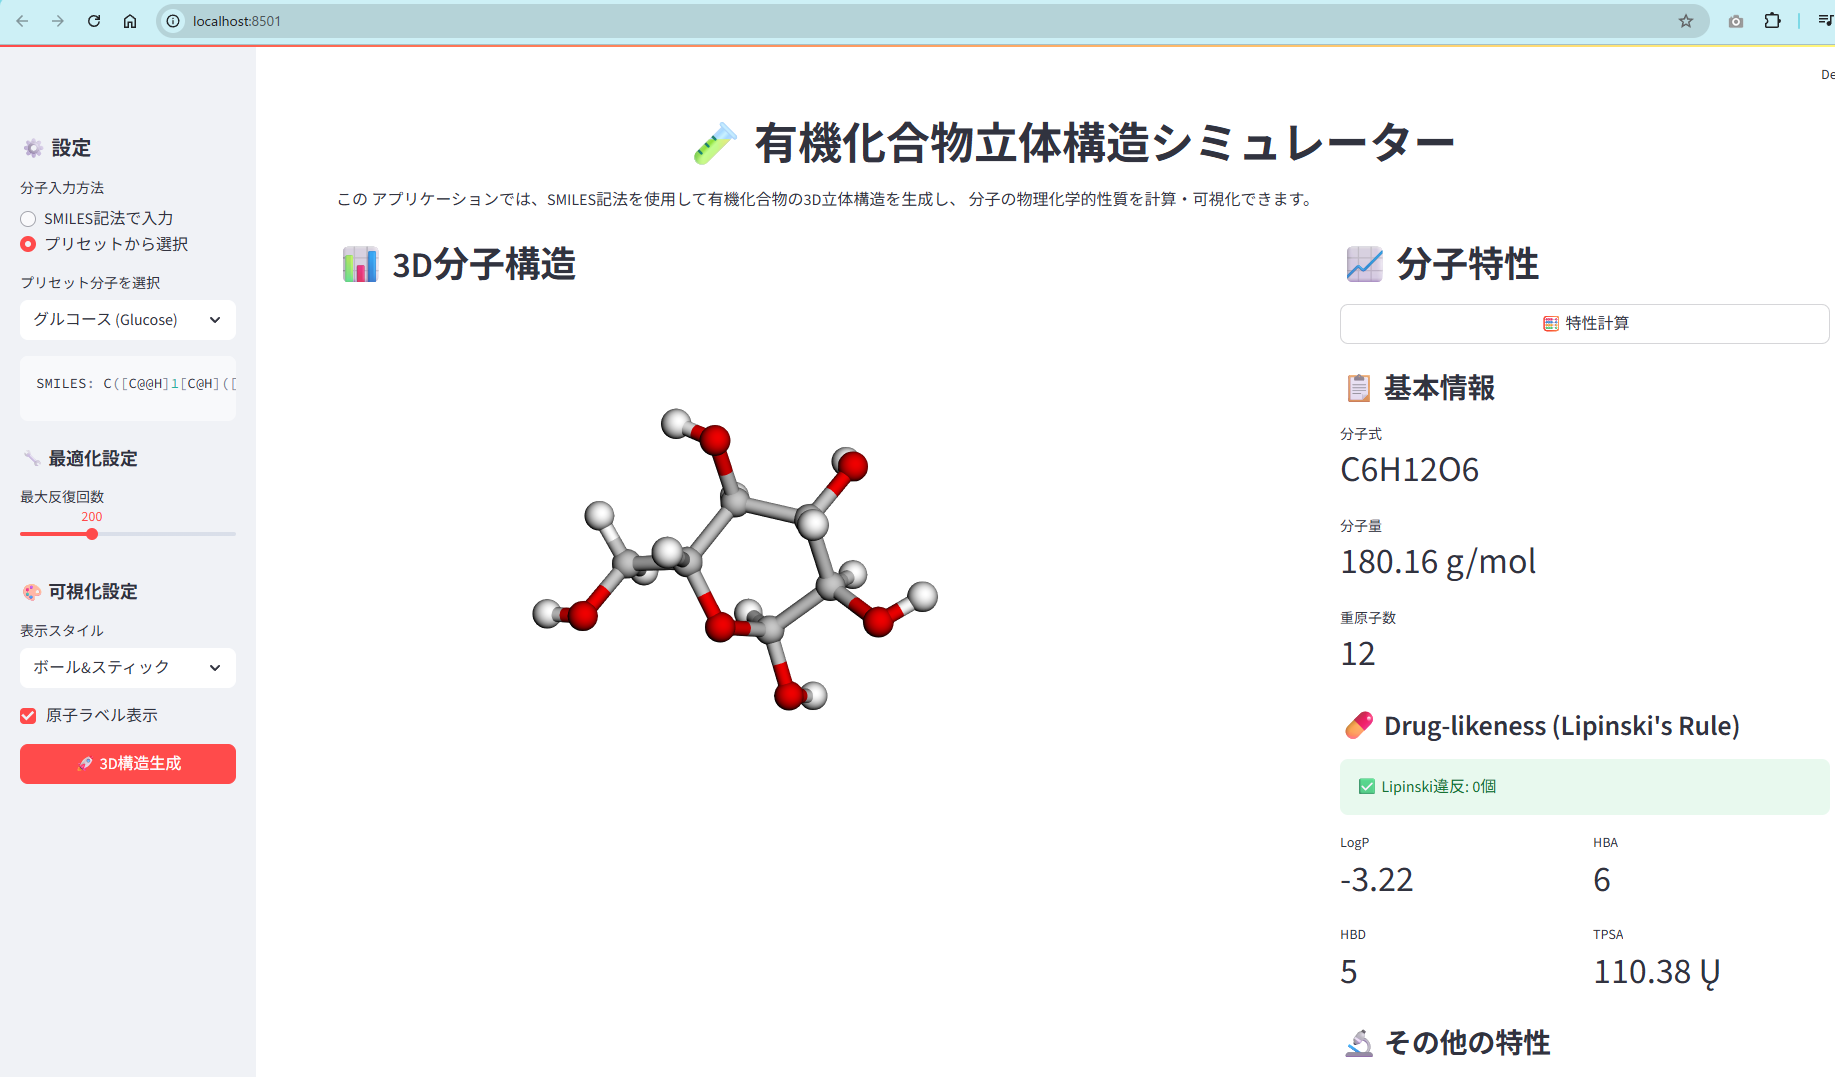 localhost:8501
De
設定
分子入力方法
SMILES記法で入力
プリセットから選択
プリセット分子を選択
グルコース (Glucose)
SMILES: C([C@@H]1[C@H]([
最適化設定
最大反復回数
200
可視化設定
表示スタイル
ボール&スティック
原子ラベル表示
3D構造生成
有機化合物立体構造シミュレーター
この アプリケーションでは、SMILES記法を使用して有機化合物の3D立体構造を生成し、 分子の物理化学的性質を計算・可視化できます。
3D分子構造
分子特性
特性計算
基本情報
分子式
C6H12O6
分子量
180.16 g/mol
重原子数
12
Drug-likeness (Lipinski's Rule)
Lipinski違反: 0個
LogP
-3.22
HBA
6
HBD
5
TPSA
110.38 Ų
その他の特性